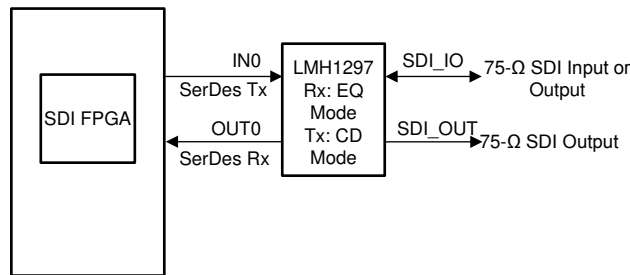 SDI FPGA
IN0
SerDes Tx
OUT0
SerDes Rx
LMH1297
Rx: EQ
Mode
Tx: CD
Mode
SDI_IO
SDI_OUT
75-Ω SDI Input or
Output
75-Ω SDI Output